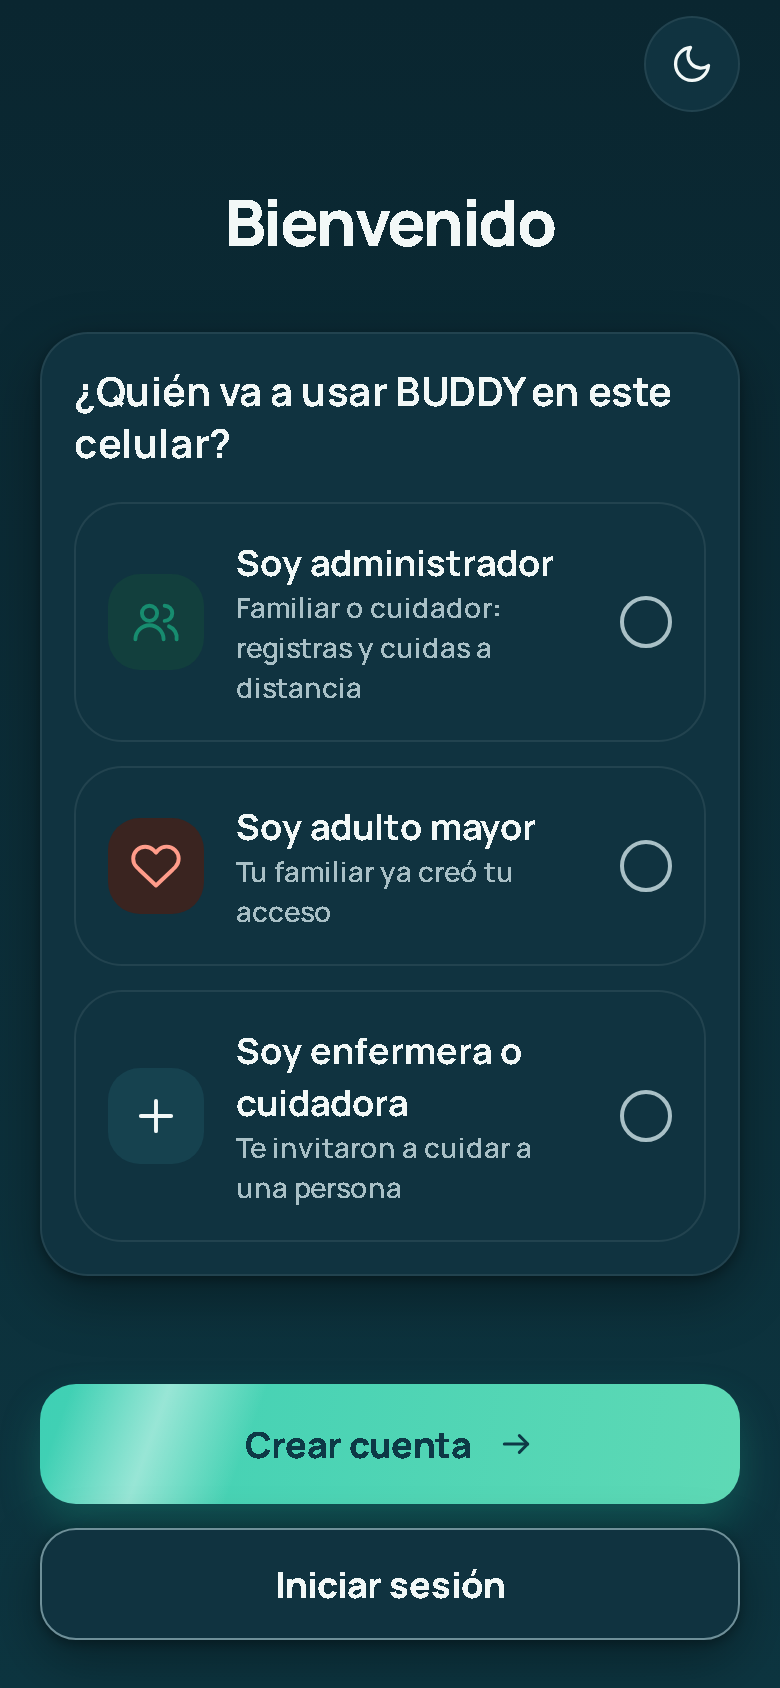 Bienvenido
¿Quién va a usar BUDDY en este
celular?
Soy administrador
Familiar o cuidador:
registras y cuidas a
distancia
Soy adulto mayor
Tu familiar ya creó tu
acceso
Soy enfermera o
cuidadora
Te invitaron a cuidar a
una persona
Crear cuenta →
Iniciar sesión